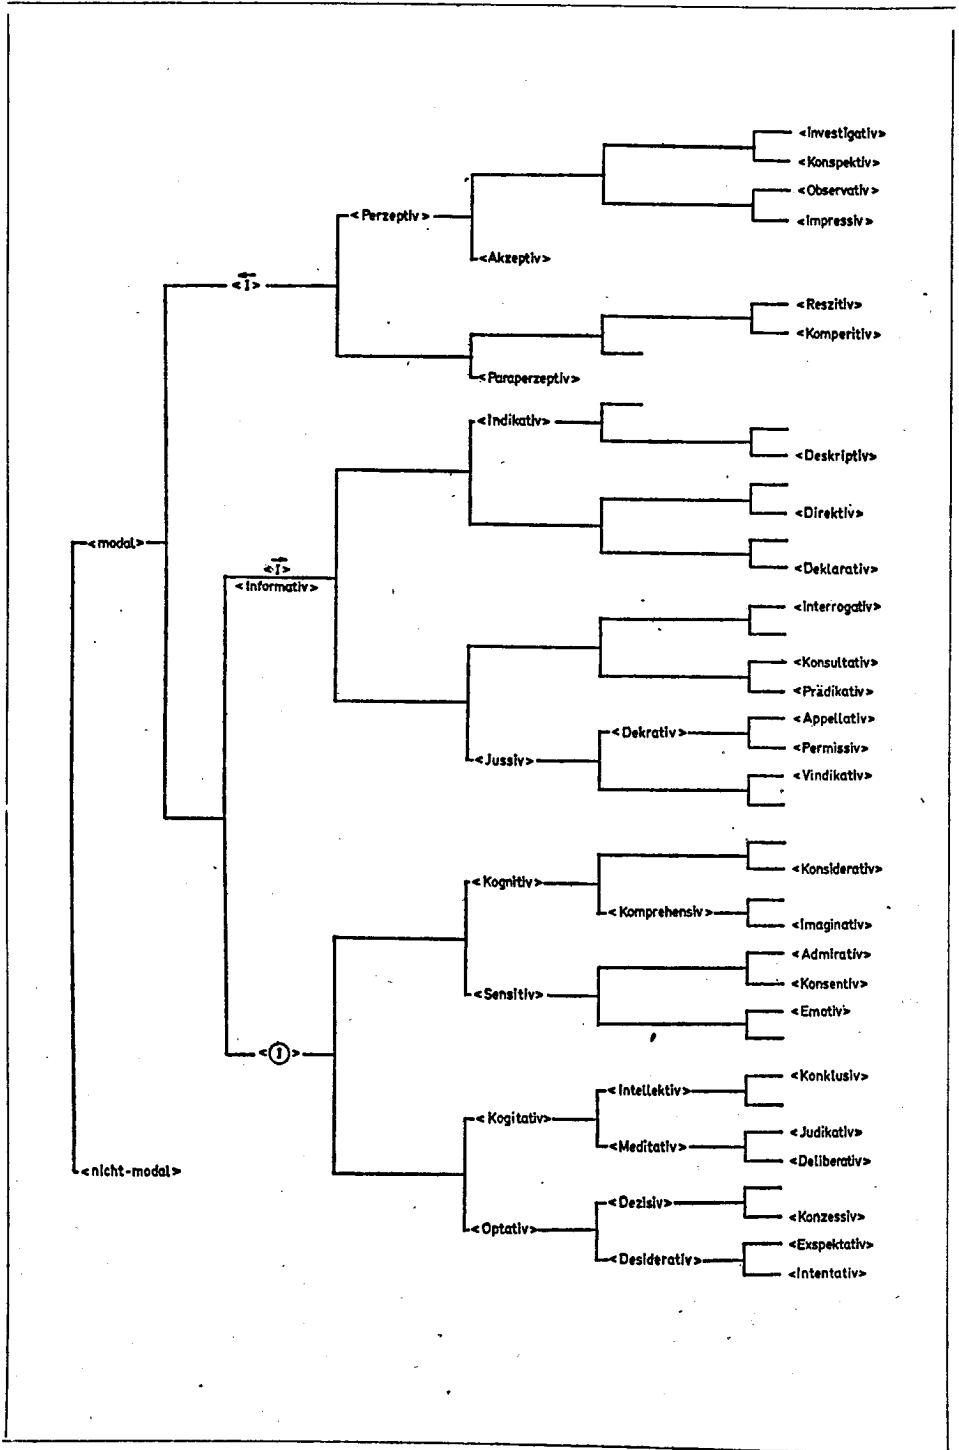 <Investigativ>
<Konspektiv>
<Observativ>
<Perzeptiv>
<Impressiv>
<Akzeptiv>
<I>
<Reszitiv>
<Komperitiv>
<Paraperzeptiv>
<Indikativ>
<Deskriptiv>
<Direktiv>
<modal>
<I>
<Deklarativ>
<Informativ>
<Interrogativ>
<Konsultativ>
<Prädikativ>
<Appellativ>
<Dekrativ>
<Permissiv>
<Jussiv>
<Vindikativ>
<Konsiderativ>
<Kognitiv>
<Komprehensiv>
<Imaginativ>
<Admirativ>
<Konsentiv>
<Sensitiv>
<Emotiv>
<I>
<Konklusiv>
<Intellektiv>
<Kogitativ>
<Judikativ>
<Meditativ>
<Deliberativ>
<nicht-modal>
<Dezisiv>
<Konzessiv>
<Optativ>
<Exspektativ>
<Desiderativ>
<Intentativ>